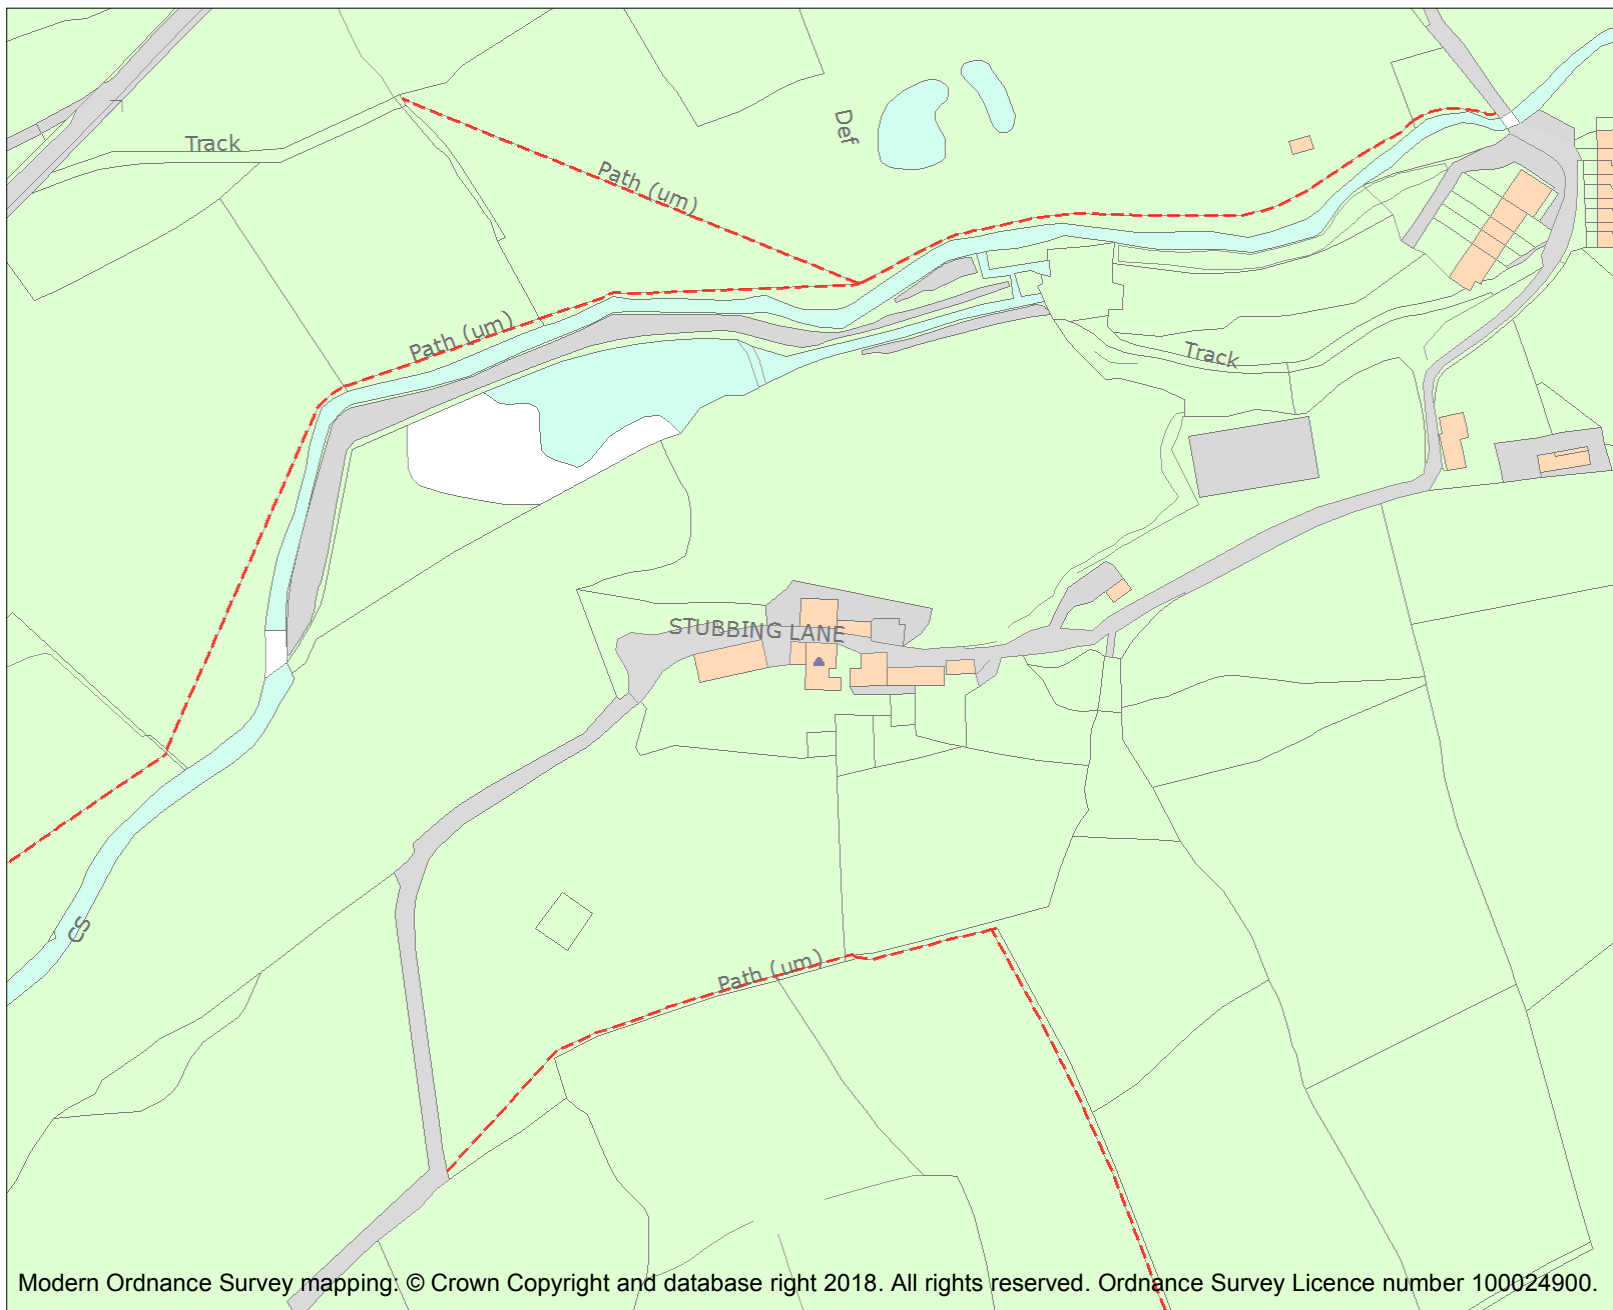 Track
Def
Path (um)
Path (um)
Track
STUBBING LANE
CS
Path (um)
Modern Ordnance Survey mapping: © Crown Copyright and database right 2018. All rights reserved. Ordnance Survey Licence number 100024900.